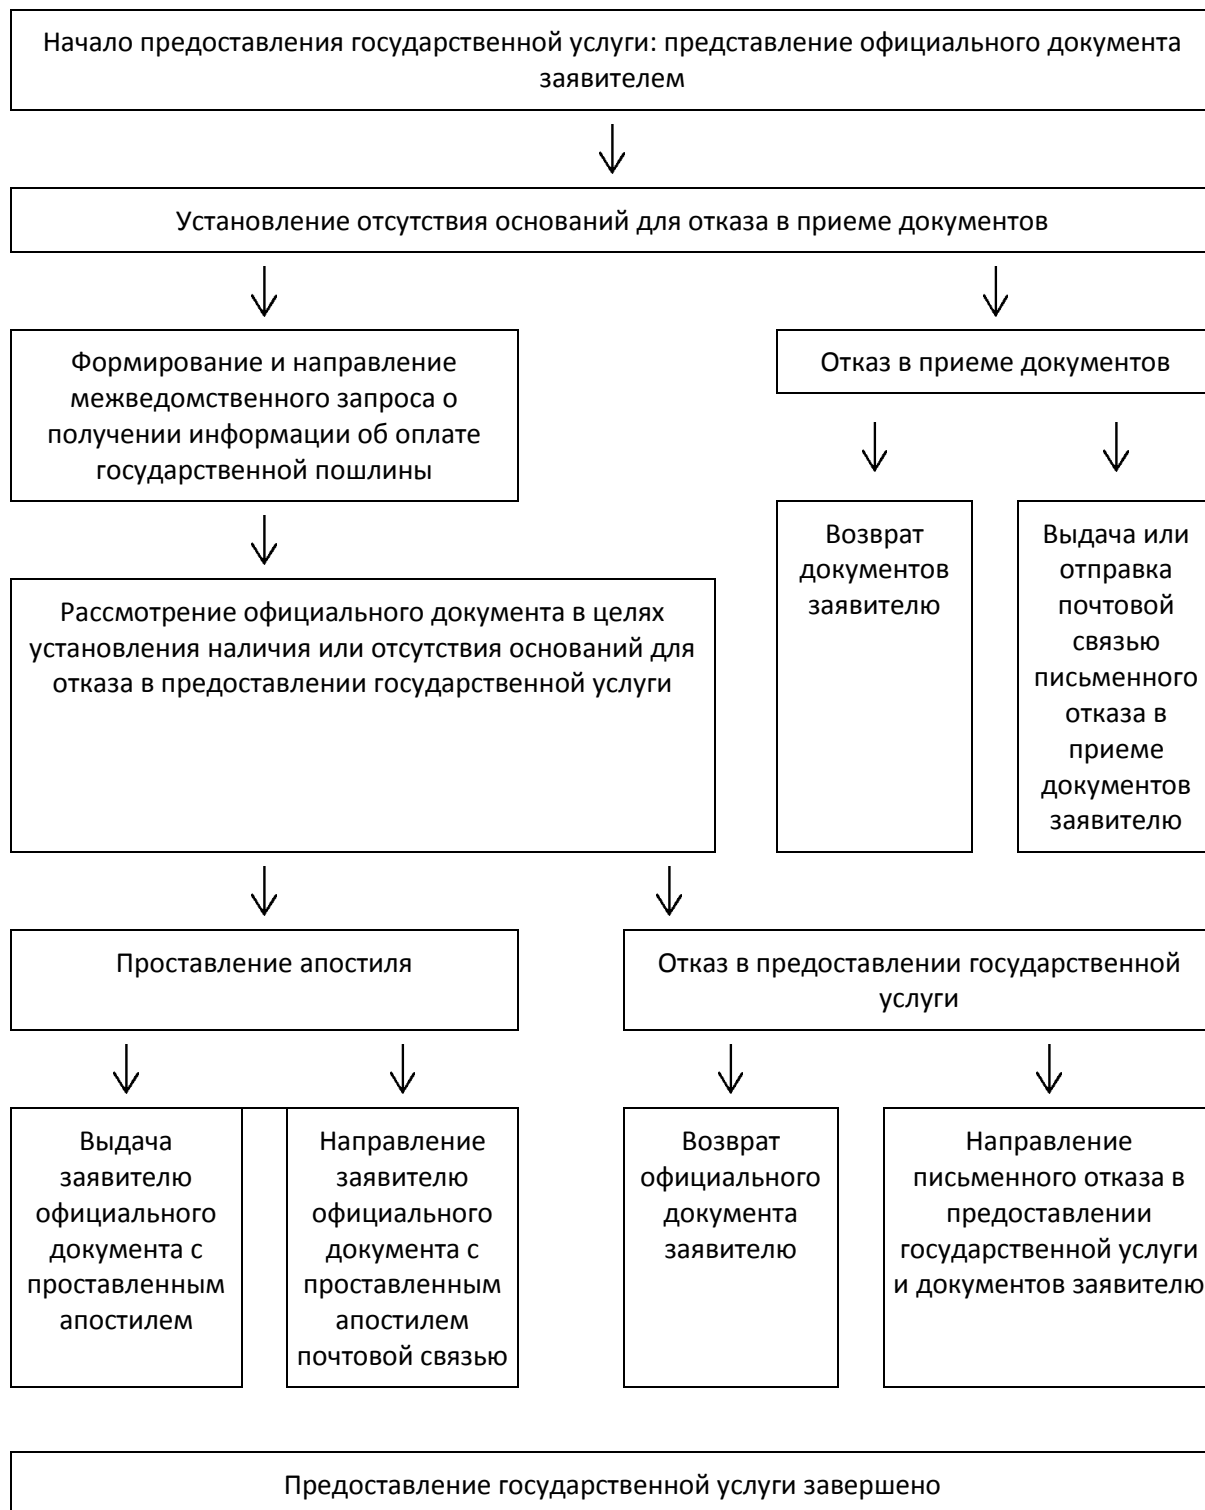 Начало предоставления государственной услуги: представление официального документа
заявителем
Установление отсутствия оснований для отказа в приеме документов
Формирование и направление
межведомственного запроса о
получении информации об оплате
государственной пошлины
Отказ в приеме документов
Возврат
документов
заявителю
Выдача или
отправка
почтовой
связью
письменного
отказа в
приеме
документов
заявителю
Рассмотрение официального документа в целях
установления наличия или отсутствия оснований для
отказа в предоставлении государственной услуги
Проставление апостиля
Отказ в предоставлении государственной
услуги
Выдача
заявителю
официального
документа с
проставленным
апостилем
Направление
заявителю
официального
документа с
проставленным
апостилем
почтовой связью
Возврат
официального
документа
заявителю
Направление
письменного отказа в
предоставлении
государственной услуги
и документов заявителю
Предоставление государственной услуги завершено